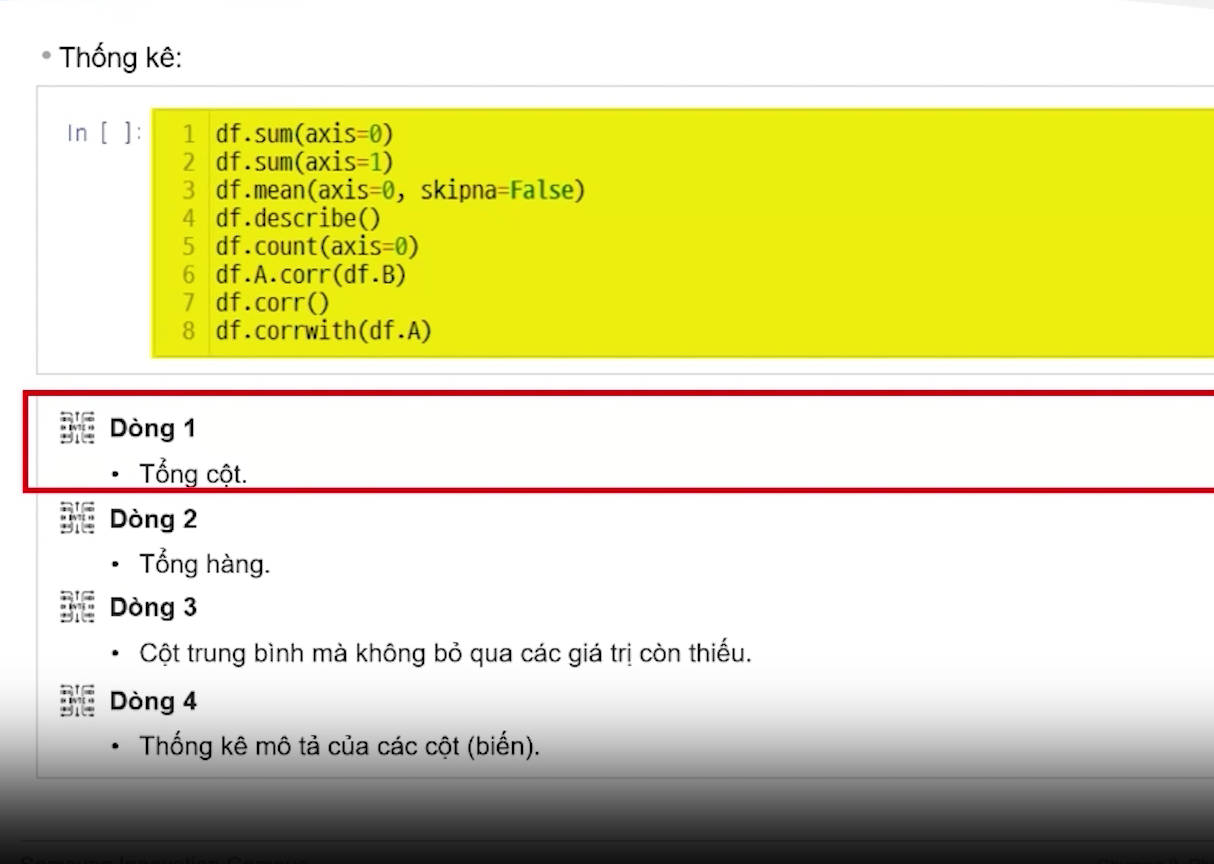 Thống kê:
In [ ]:
1 df.sum(axis=0)
2 df.sum(axis=1)
3 df.mean(axis=0, skipna=False)
4 df.describe()
5 df.count(axis=0)
6 df.A.corr(df.B)
7 df.corr()
8 df.corrwith(df.A)
Dòng 1
• Tổng cột.
Dòng 2
• Tổng hàng.
Dòng 3
• Cột trung bình mà không bỏ qua các giá trị còn thiếu.
Dòng 4
• Thống kê mô tả của các cột (biến).
Samsung Innovation Campus